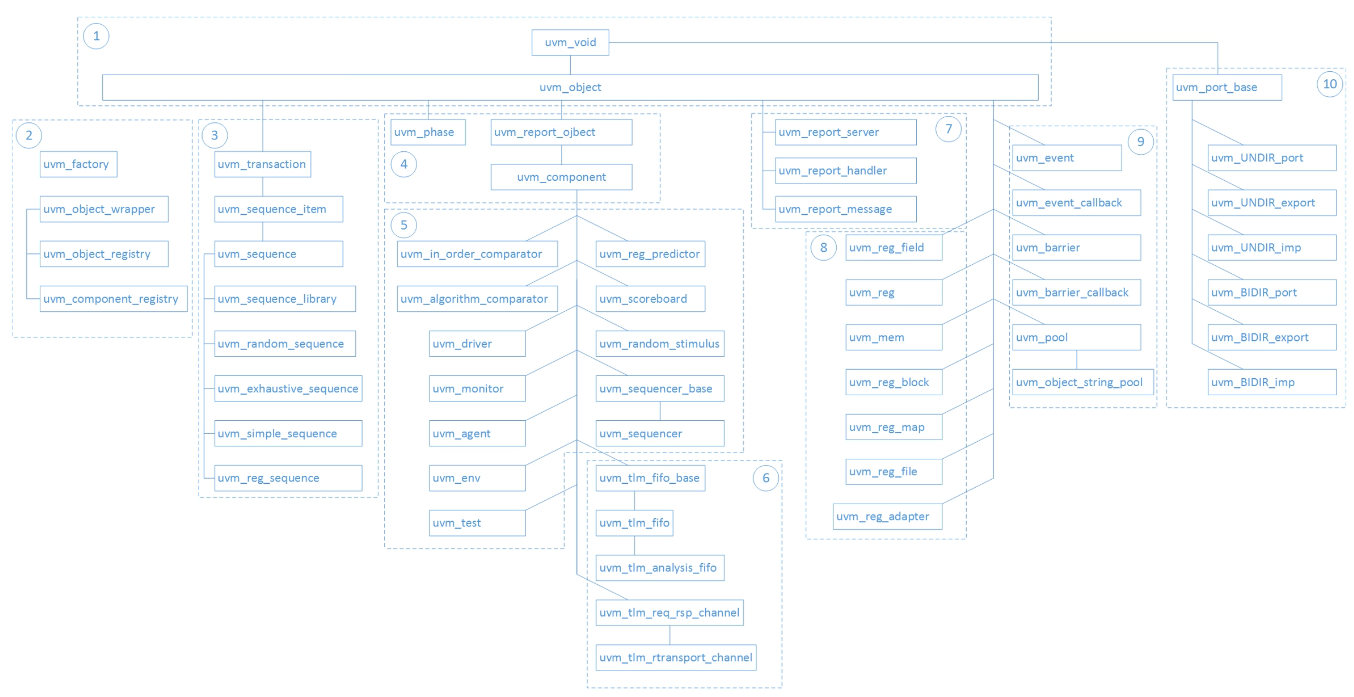 1
uvm_void
uvm_object
2
uvm_factory
uvm_object_wrapper
uvm_object_registry
uvm_component_registry
3
uvm_transaction
uvm_sequence_item
uvm_sequence
uvm_sequence_library
uvm_random_sequence
uvm_exhaustive_sequence
uvm_simple_sequence
uvm_reg_sequence
uvm_phase
uvm_report_ojbect
4
uvm_component
5
uvm_in_order_comparator
uvm_reg_predictor
uvm_algorithm_comparator
uvm_scoreboard
uvm_driver
uvm_random_stimulus
uvm_monitor
uvm_sequencer_base
uvm_agent
uvm_sequencer
uvm_env
uvm_test
6
uvm_tlm_fifo_base
uvm_tlm_fifo
uvm_tlm_analysis_fifo
uvm_tlm_req_rsp_channel
uvm_tlm_rtransport_channel
7
uvm_report_server
uvm_report_handler
uvm_report_message
8
uvm_reg_field
uvm_reg
uvm_mem
uvm_reg_block
uvm_reg_map
uvm_reg_file
uvm_reg_adapter
9
uvm_event
uvm_event_callback
uvm_barrier
uvm_barrier_callback
uvm_pool
uvm_object_string_pool
10
uvm_port_base
uvm_UNDIR_port
uvm_UNDIR_export
uvm_UNDIR_imp
uvm_BIDIR_port
uvm_BIDIR_export
uvm_BIDIR_imp